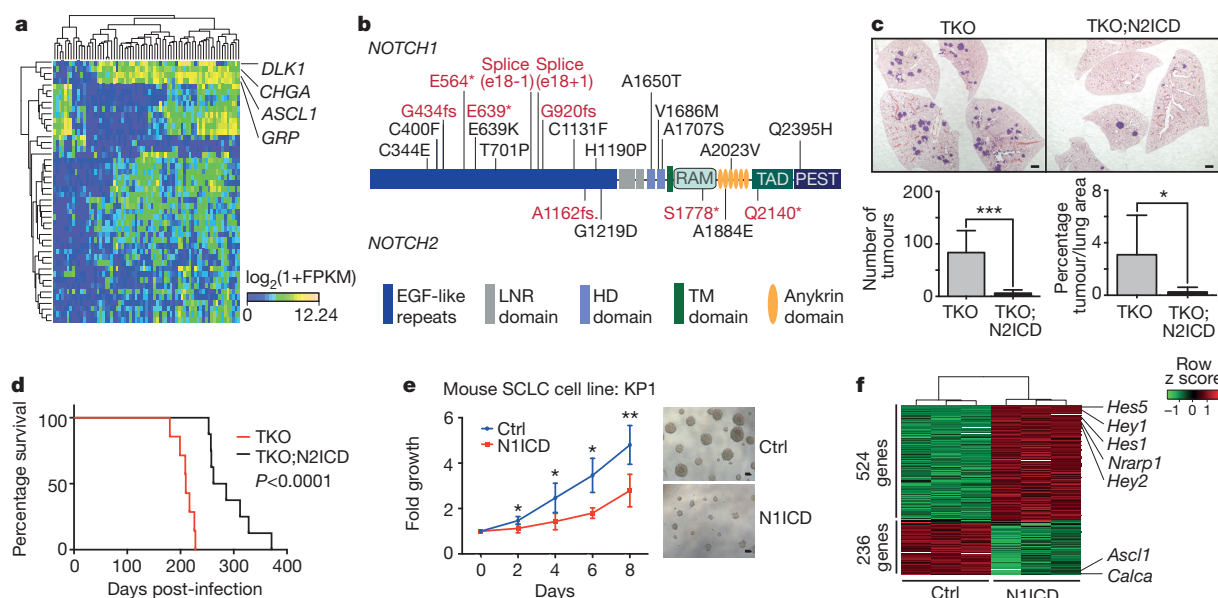 a
DLK1
CHGA
ASCL1
GRP
log2(1+FPKM)
0
12.24
b
NOTCH1
Splice (e18-1)
Splice (e18+1)
E564*
A1650T
G434fs
E639*
G920fs
V1686M
C400F
E639K
C1131F
A1707S
Q2395H
C344E
T701P
H1190P
A2023V
RAM
TAD
PEST
A1162fs.
S1778*
Q2140*
G1219D
A1884E
NOTCH2
EGF-like repeats
LNR domain
HD domain
TM domain
Anykrin domain
c
TKO
TKO;N2ICD
Number of tumours
200
100
0
***
TKO
TKO; N2ICD
Percentage tumour/lung area
8
4
2
0
*
TKO
TKO; N2ICD
d
Percentage survival
100
50
0
TKO
TKO;N2ICD
P<0.0001
0 100 200 300 400
Days post-infection
e
Mouse SCLC cell line: KP1
Fold growth
6
4
2
0
Ctrl
N1ICD
* * * **
0 2 4 6 8
Days
Ctrl
N1ICD
f
Row z score
−1 0 1
524 genes
236 genes
Hes5
Hey1
Hes1
Nrarp1
Hey2
Ascl1
Calca
Ctrl
N1ICD